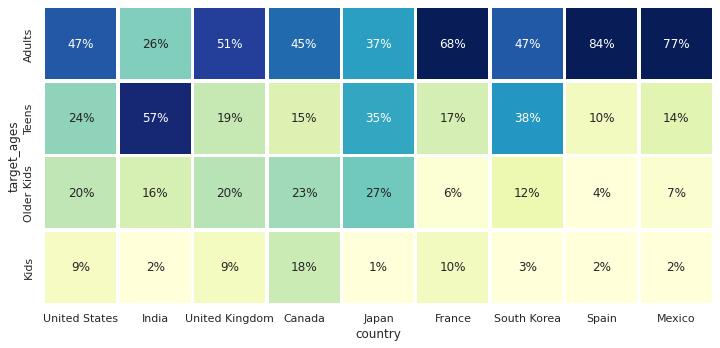 target_ages
Adults
47% 26% 51% 45% 37% 68% 47% 84% 77%
Teens
24% 57% 19% 15% 35% 17% 38% 10% 14%
Older Kids
20% 16% 20% 23% 27% 6% 12% 4% 7%
Kids
9% 2% 9% 18% 1% 10% 3% 2% 2%
United States India United Kingdom Canada Japan France South Korea Spain Mexico
country